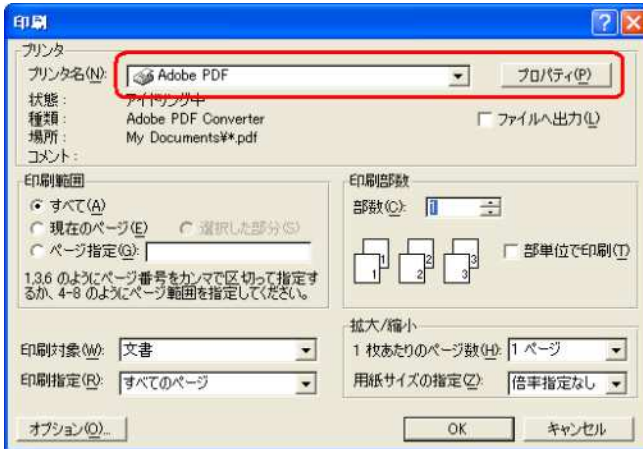 印刷
プリンタ
プリンタ名(N): Adobe PDF プロパティ(P)
状態: アイドリング中
種類: Adobe PDF Converter ファイルへ出力(L)
場所: My Documents¥*.pdf
コメント:
印刷範囲
すべて(A)
現在のページ(E) 選択した部分(S)
ページ指定(G):
1,3,6 のようにページ番号をカンマで区切って指定す
るか、4-8 のようにページ範囲を指定してください。
印刷部数
部数(C): 1
1 1 2 2 3 3
部単位で印刷(T)
印刷対象(W): 文書
印刷指定(R): すべてのページ
拡大/縮小
1 枚あたりのページ数(H): 1 ページ
用紙サイズの指定(Z): 倍率指定なし
オプション(O)... OK キャンセル